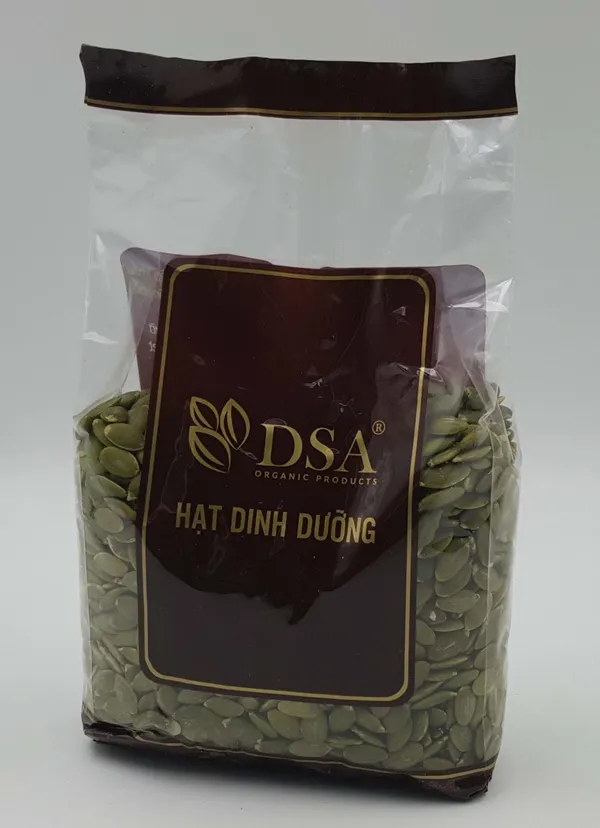 DSA®
ORGANIC PRODUCTS
HẠT DINH DƯỠNG